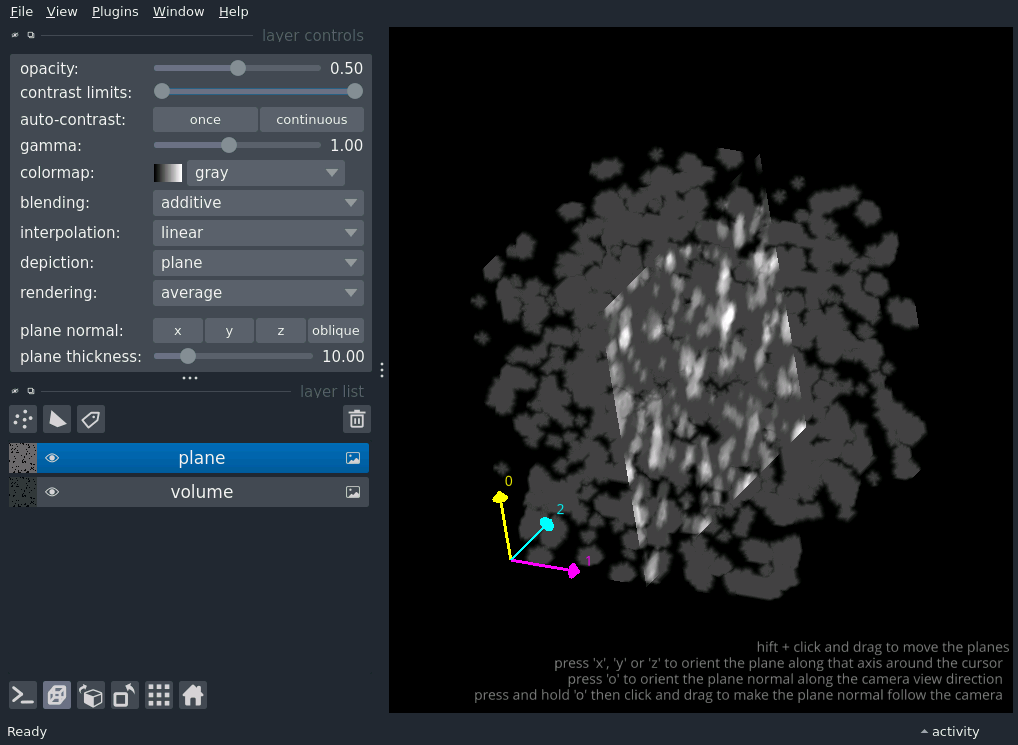 File View Plugins Window Help
layer controls
opacity: 0.50
contrast limits:
auto-contrast: once continuous
gamma: 1.00
colormap: gray
blending: additive
interpolation: linear
depiction: plane
rendering: average
plane normal: x y z oblique
plane thickness: 10.00
layer list
plane
volume
0
2
1
hift + click and drag to move the planes
press 'x', 'y' or 'z' to orient the plane along that axis around the cursor
press 'o' to orient the plane normal along the camera view direction
press and hold 'o' then click and drag to make the plane normal follow the camera
Ready activity